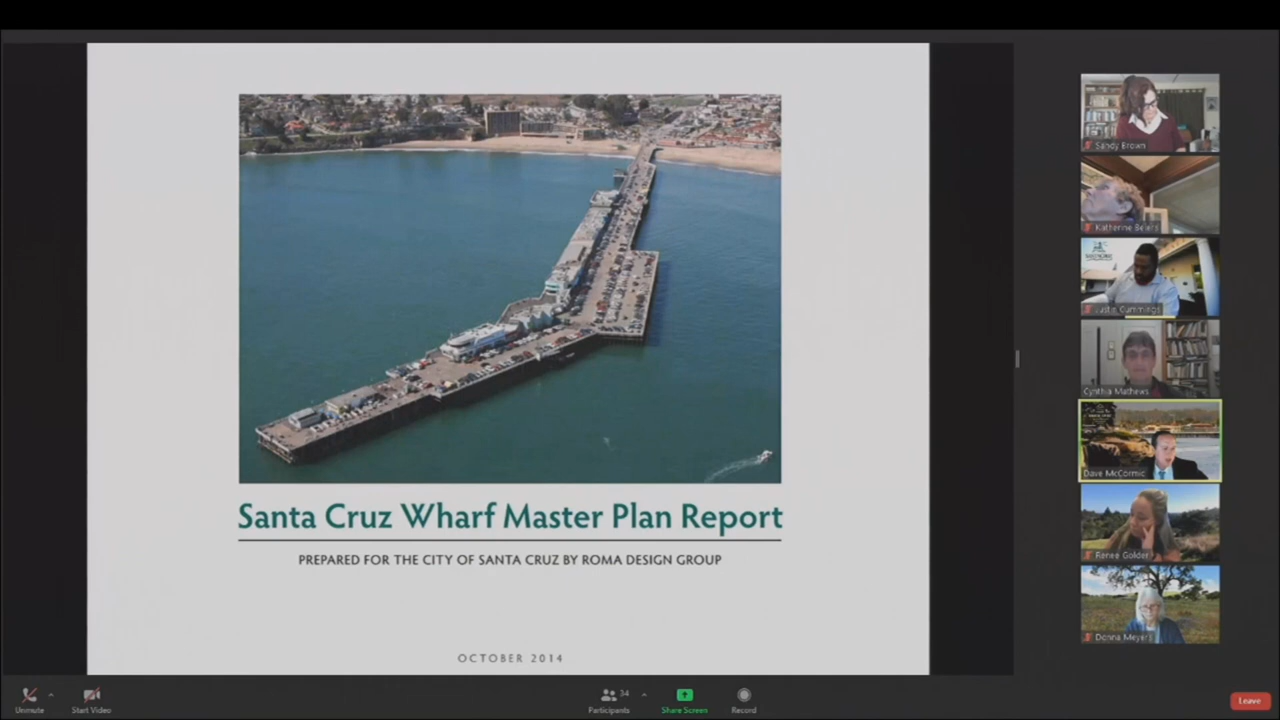 Santa Cruz Wharf Master Plan Report
PREPARED FOR THE CITY OF SANTA CRUZ BY ROMA DESIGN GROUP
OCTOBER 2014
Sandy Brown
Katherine Beiers
Justin Cummings
Cynthia Mathews
Dave McCormic
Renee Golder
Donna Meyers
Unmute
Start Video
Participants
34
Share Screen
Record
Leave